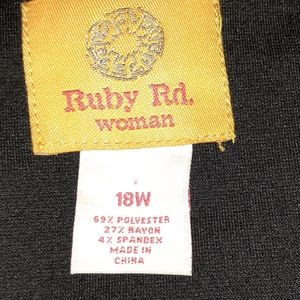 Ruby Rd.
woman
18W
69% POLYESTER
27% RAYON
4% SPANDEX
MADE IN
CHINA